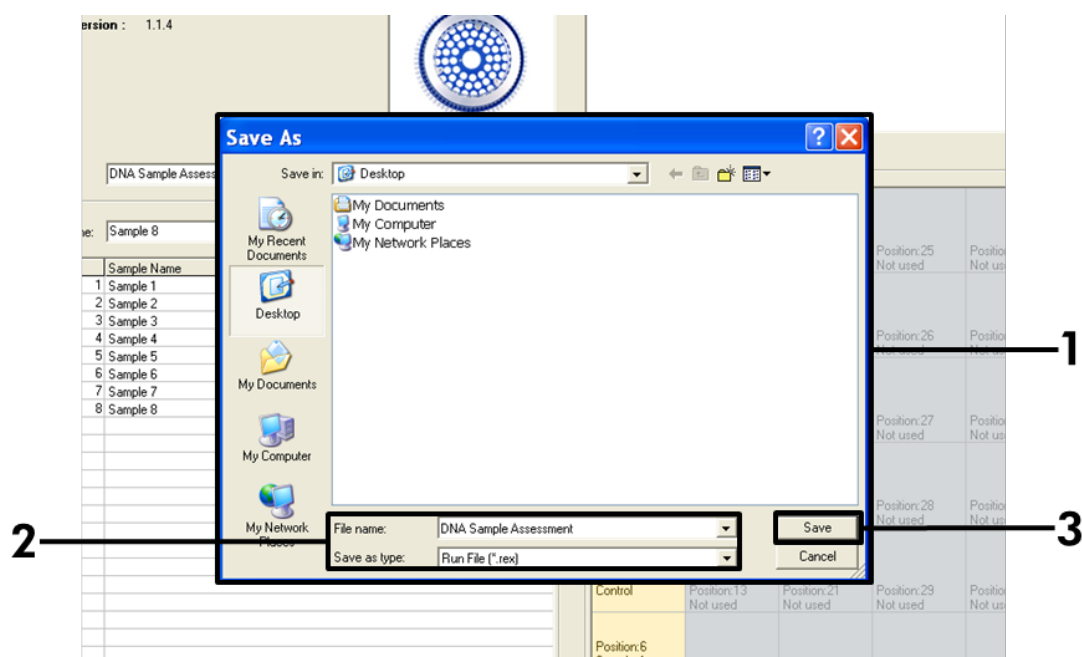 ersion : 1.1.4
Save As
DNA Sample Assess
Save in: Desktop
My Documents
My Computer
My Network Places
My Recent
Documents
Desktop
My Documents
My Computer
My Network
Places
e: Sample 8
Sample Name
1 Sample 1
2 Sample 2
3 Sample 3
4 Sample 4
5 Sample 5
6 Sample 6
7 Sample 7
8 Sample 8
File name: DNA Sample Assessment
Save as type: Run File (*.rex)
Save
Cancel
Position:25
Not used
Position:26
Not used
Position:27
Not used
Position:28
Not used
Control
Position:13
Not used
Position:21
Not used
Position:29
Not used
Position:6
1
2
3